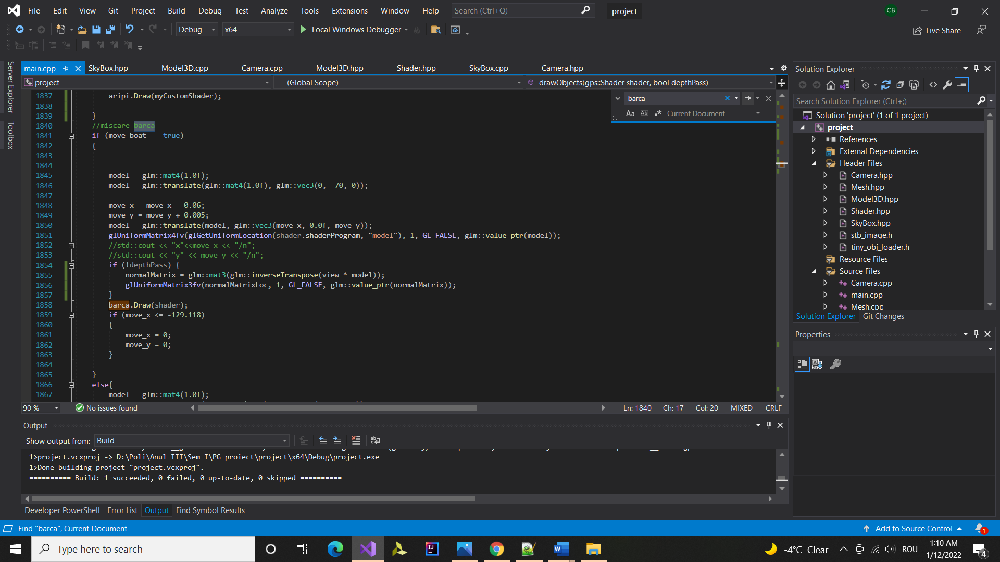 File Edit View Git Project Build Debug Test Analyze Tools Extensions Window Help Search (Ctrl+Q) project CB
Debug x64 Local Windows Debugger Live Share
main.cpp SkyBox.hpp Model3D.cpp Camera.cpp Model3D.hpp Shader.hpp SkyBox.cpp Camera.hpp
project (Global Scope) drawObjects(gps::Shader shader, bool depthPass)
Server Explorer
Toolbox
barca
Aa Ab Current Document
1837 aripi.Draw(myCustomShader);
1838
1839 }
1840 //miscare barca
1841 if (move_boat == true)
1842 {
1843
1844
1845 model = glm::mat4(1.0f);
1846 model = glm::translate(glm::mat4(1.0f), glm::vec3(0, -70, 0));
1847
1848 move_x = move_x - 0.06;
1849 move_y = move_y + 0.005;
1850 model = glm::translate(model, glm::vec3(move_x, 0.0f, move_y));
1851 glUniformMatrix4fv(glGetUniformLocation(shader.shaderProgram, "model"), 1, GL_FALSE, glm::value_ptr(model));
1852 //std::cout << "x"<<move_x << "/n";
1853 //std::cout << "y" << move_y << "/n";
1854 if (!depthPass) {
1855 normalMatrix = glm::mat3(glm::inverseTranspose(view * model));
1856 glUniformMatrix3fv(normalMatrixLoc, 1, GL_FALSE, glm::value_ptr(normalMatrix));
1857 }
1858 barca.Draw(shader);
1859 if (move_x <= -129.118)
1860 {
1861 move_x = 0;
1862 move_y = 0;
1863 }
1864
1865 }
1866 else{
1867 model = glm::mat4(1.0f);
90 % No issues found Ln: 1840 Ch: 17 Col: 20 MIXED CRLF
Output
Show output from: Build
1>project.vcxproj -> D:\Poli\Anul III\Sem I\PG_proiect\project\x64\Debug\project.exe
1>Done building project "project.vcxproj".
========== Build: 1 succeeded, 0 failed, 0 up-to-date, 0 skipped ==========
Developer PowerShell Error List Output Find Symbol Results
Solution Explorer
Search Solution Explorer (Ctrl+;)
Solution 'project' (1 of 1 project)
project
References
External Dependencies
Header Files
Camera.hpp
Mesh.hpp
Model3D.hpp
Shader.hpp
SkyBox.hpp
stb_image.h
tiny_obj_loader.h
Resource Files
Source Files
Camera.cpp
main.cpp
Mesh.cpp
Solution Explorer Git Changes
Properties
Find "barca", Current Document Add to Source Control 1
Type here to search -4°C Clear ROU 1:10 AM 1/12/2022 4